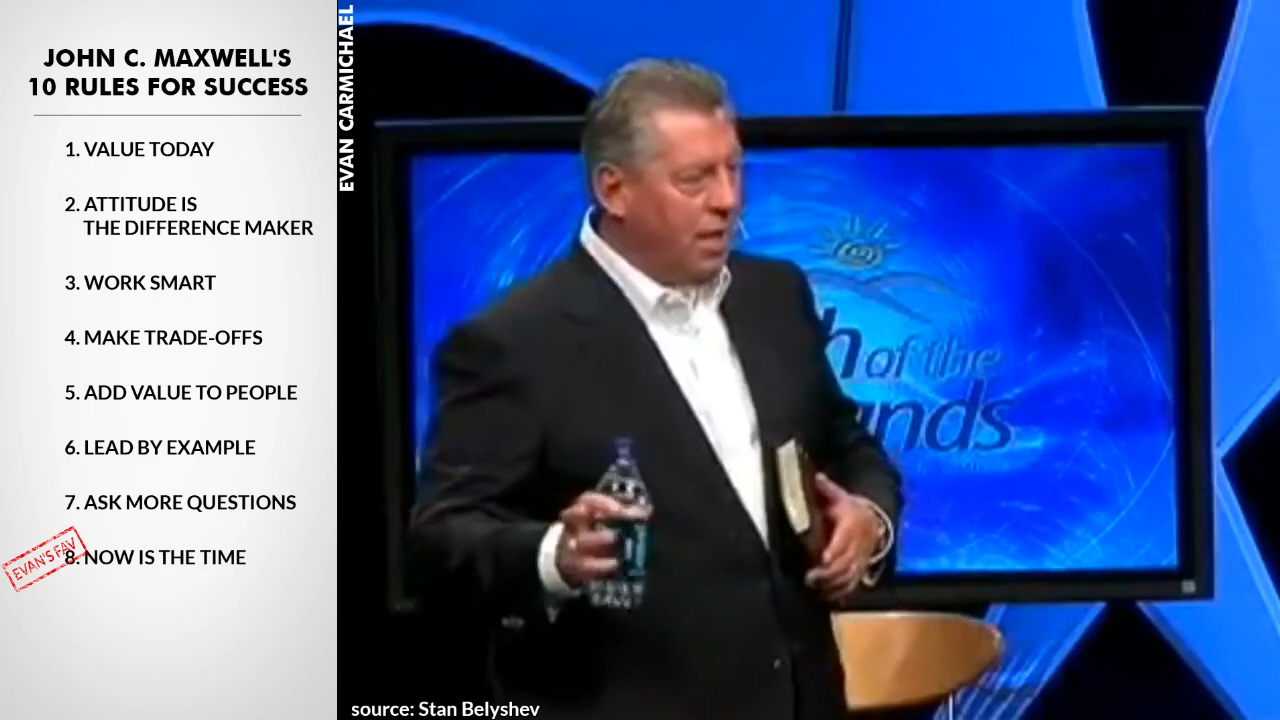 JOHN C. MAXWELL'S
10 RULES FOR SUCCESS
1. VALUE TODAY
2. ATTITUDE IS
THE DIFFERENCE MAKER
3. WORK SMART
4. MAKE TRADE-OFFS
5. ADD VALUE TO PEOPLE
6. LEAD BY EXAMPLE
7. ASK MORE QUESTIONS
EVAN'S FAV
8. NOW IS THE TIME
EVAN CARMICHAEL
of the
source: Stan Belyshev